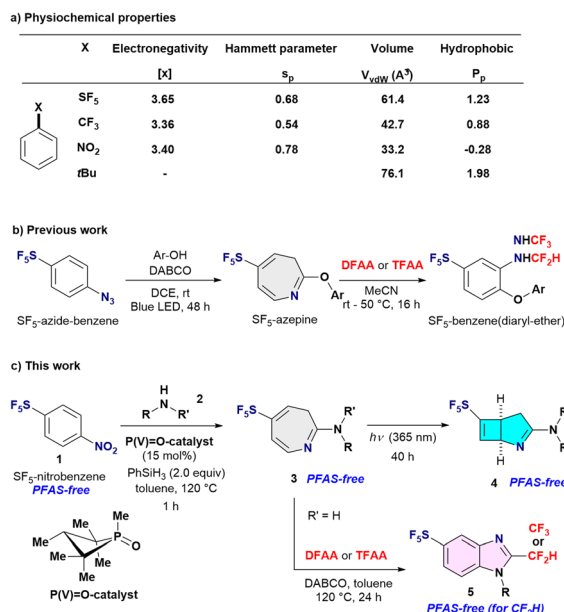 a) Physiochemical properties
X Electronegativity Hammett parameter Volume Hydrophobic
[x] s_p V_vdW (A³) P_p
X
SF₅ 3.65 0.68 61.4 1.23
CF₃ 3.36 0.54 42.7 0.88
NO₂ 3.40 0.78 33.2 -0.28
tBu - 76.1 1.98
b) Previous work
F₅S
N₃
SF₅-azide-benzene
Ar-OH
DABCO
DCE, rt
Blue LED, 48 h
F₅S
N
O
Ar
SF₅-azepine
DFAA or TFAA
MeCN
rt - 50 °C, 16 h
NHCF₃
F₅S
NHCF₂H
O
Ar
SF₅-benzene(diaryl-ether)
c) This work
F₅S
NO₂
1
SF₅-nitrobenzene
PFAS-free
H
N
R R' 2
P(V)=O-catalyst
(15 mol%)
PhSiH₃ (2.0 equiv)
toluene, 120 °C
1 h
F₅S
R'
N
N
R
3 PFAS-free
hν (365 nm)
40 h
F₅S
H
H
N
N
R
4 PFAS-free
R' = H
Me
Me
Me
P=O
Me
Me
Me
P(V)=O-catalyst
DFAA or TFAA
DABCO, toluene
120 °C, 24 h
F₅S
N
N
R
CF₃
or
CF₂H
5
PFAS-free (for CF₂H)